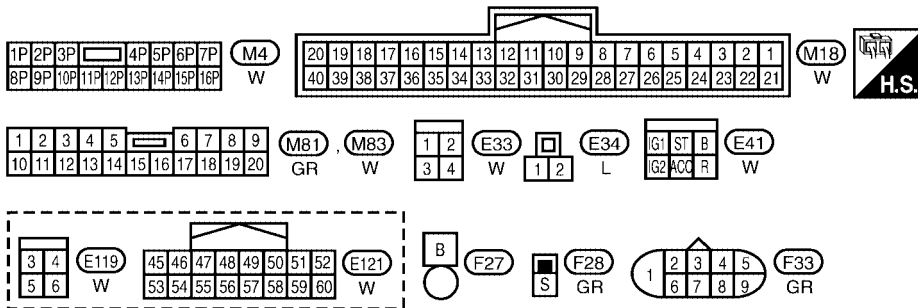 1P 2P 3P 4P 5P 6P 7P M4
8P 9P 10P 11P 12P 13P 14P 15P 16P W
20 19 18 17 16 15 14 13 12 11 10 9 8 7 6 5 4 3 2 1 M18
40 39 38 37 36 35 34 33 32 31 30 29 28 27 26 25 24 23 22 21 W
H.S.
1 2 3 4 5 6 7 8 9 M81 , M83
10 11 12 13 14 15 16 17 18 19 20 GR W
1 2 E33
3 4 W
E34
1 2 L
IG1 ST B E41
IG2 ACC R W
3 4 E119
5 6 W
45 46 47 48 49 50 51 52 E121
53 54 55 56 57 58 59 60 W
B F27
F28
S GR
1 2 3 4 5 F33
6 7 8 9 GR